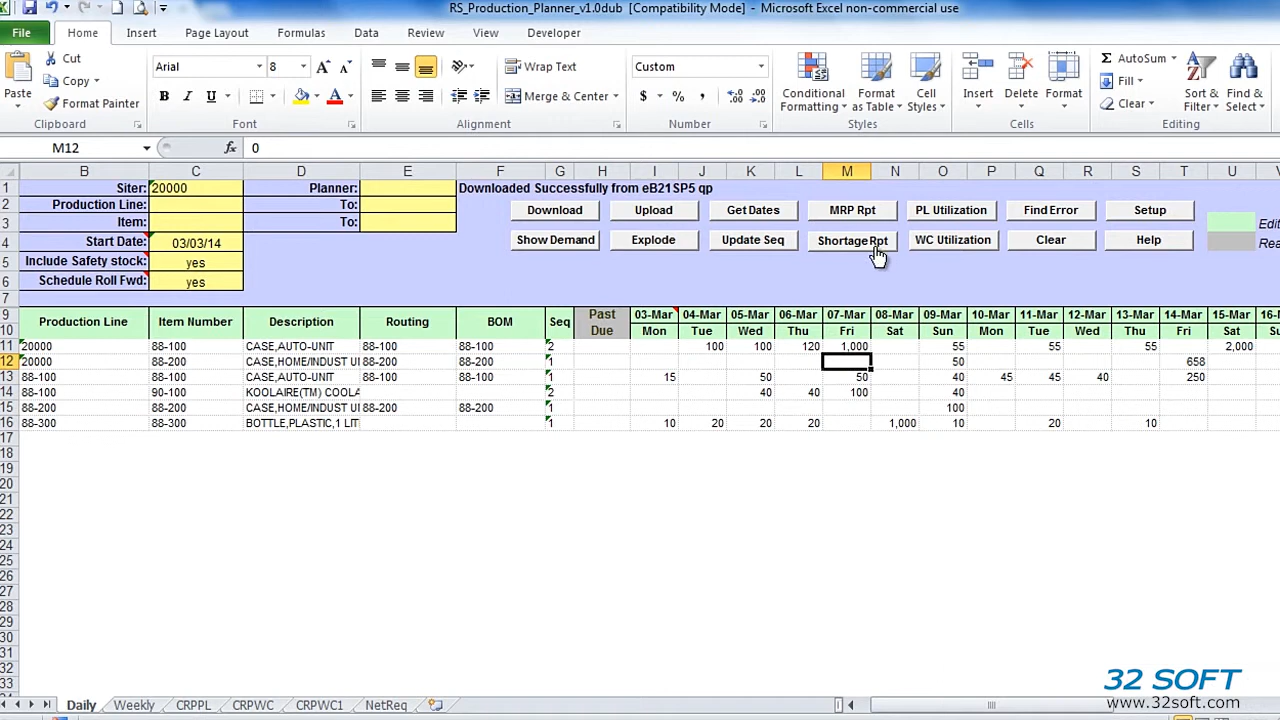 RS_Production_Planner_v1.0dub [Compatibility Mode] - Microsoft Excel non-commercial use
File Home Insert Page Layout Formulas Data Review View Developer
Cut Arial 8 Wrap Text Custom Σ AutoSum
Paste Copy B I U Merge & Center $ % , Conditional Formatting Format as Table Cell Styles Insert Delete Format Fill Sort & Filter Find & Select
Format Painter Clear
Clipboard Font Alignment Number Styles Cells Editing
M12 fx 0
B C D E F G H I J K L M N O P Q R S T U
1 Siter: 20000 Planner: Downloaded Successfully from eB21SP5 qp
2 Production Line: To: Download Upload Get Dates MRP Rpt PL Utilization Find Error Setup
3 Item: To:
4 Start Date: 03/03/14 Show Demand Explode Update Seq Shortage Rpt WC Utilization Clear Help
5 Include Safety stock: yes
6 Schedule Roll Fwd: yes
7
9 Production Line Item Number Description Routing BOM Seq Past Due 03-Mar 04-Mar 05-Mar 06-Mar 07-Mar 08-Mar 09-Mar 10-Mar 11-Mar 12-Mar 13-Mar 14-Mar 15-Mar
10 Mon Tue Wed Thu Fri Sat Sun Mon Tue Wed Thu Fri Sat
11 20000 88-100 CASE,AUTO-UNIT 88-100 88-100 2 100 100 120 1,000 55 55 55 2,000
12 20000 88-200 CASE,HOME/INDUST UI 88-200 88-200 1 50 658
13 88-100 88-100 CASE,AUTO-UNIT 88-100 88-100 1 15 50 50 40 45 45 40 250
14 88-100 90-100 KOOLAIRE(TM) COOLA 2 40 40 100 40
15 88-200 88-200 CASE,HOME/INDUST UI 88-200 88-200 1 100
16 88-300 88-300 BOTTLE,PLASTIC,1 LIT 1 10 20 20 20 1,000 10 20 10
17
18
19
20
21
22
23
24
25
26
27
28
29
30
31
32
33
32 SOFT
www.32soft.com
Daily Weekly CRPPL CRPWC CRPWC1 NetReq